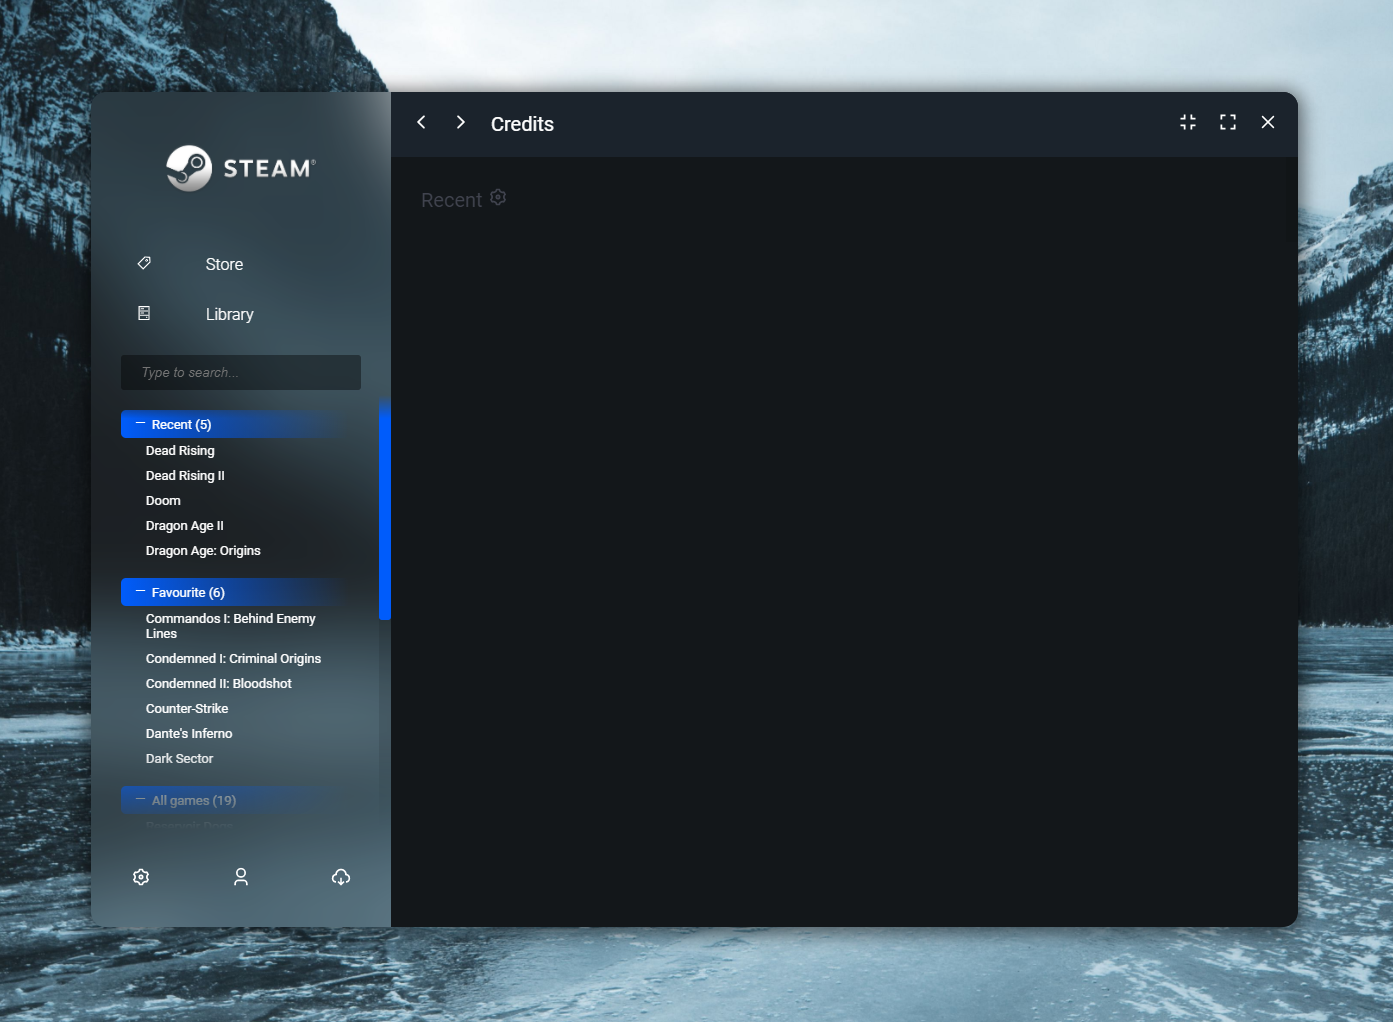 Credits
STEAM®
Recent
Store
Library
Type to search...
Recent (5)
Dead Rising
Dead Rising II
Doom
Dragon Age II
Dragon Age: Origins
Favourite (6)
Commandos I: Behind Enemy
Lines
Condemned I: Criminal Origins
Condemned II: Bloodshot
Counter-Strike
Dante's Inferno
Dark Sector
All games (19)